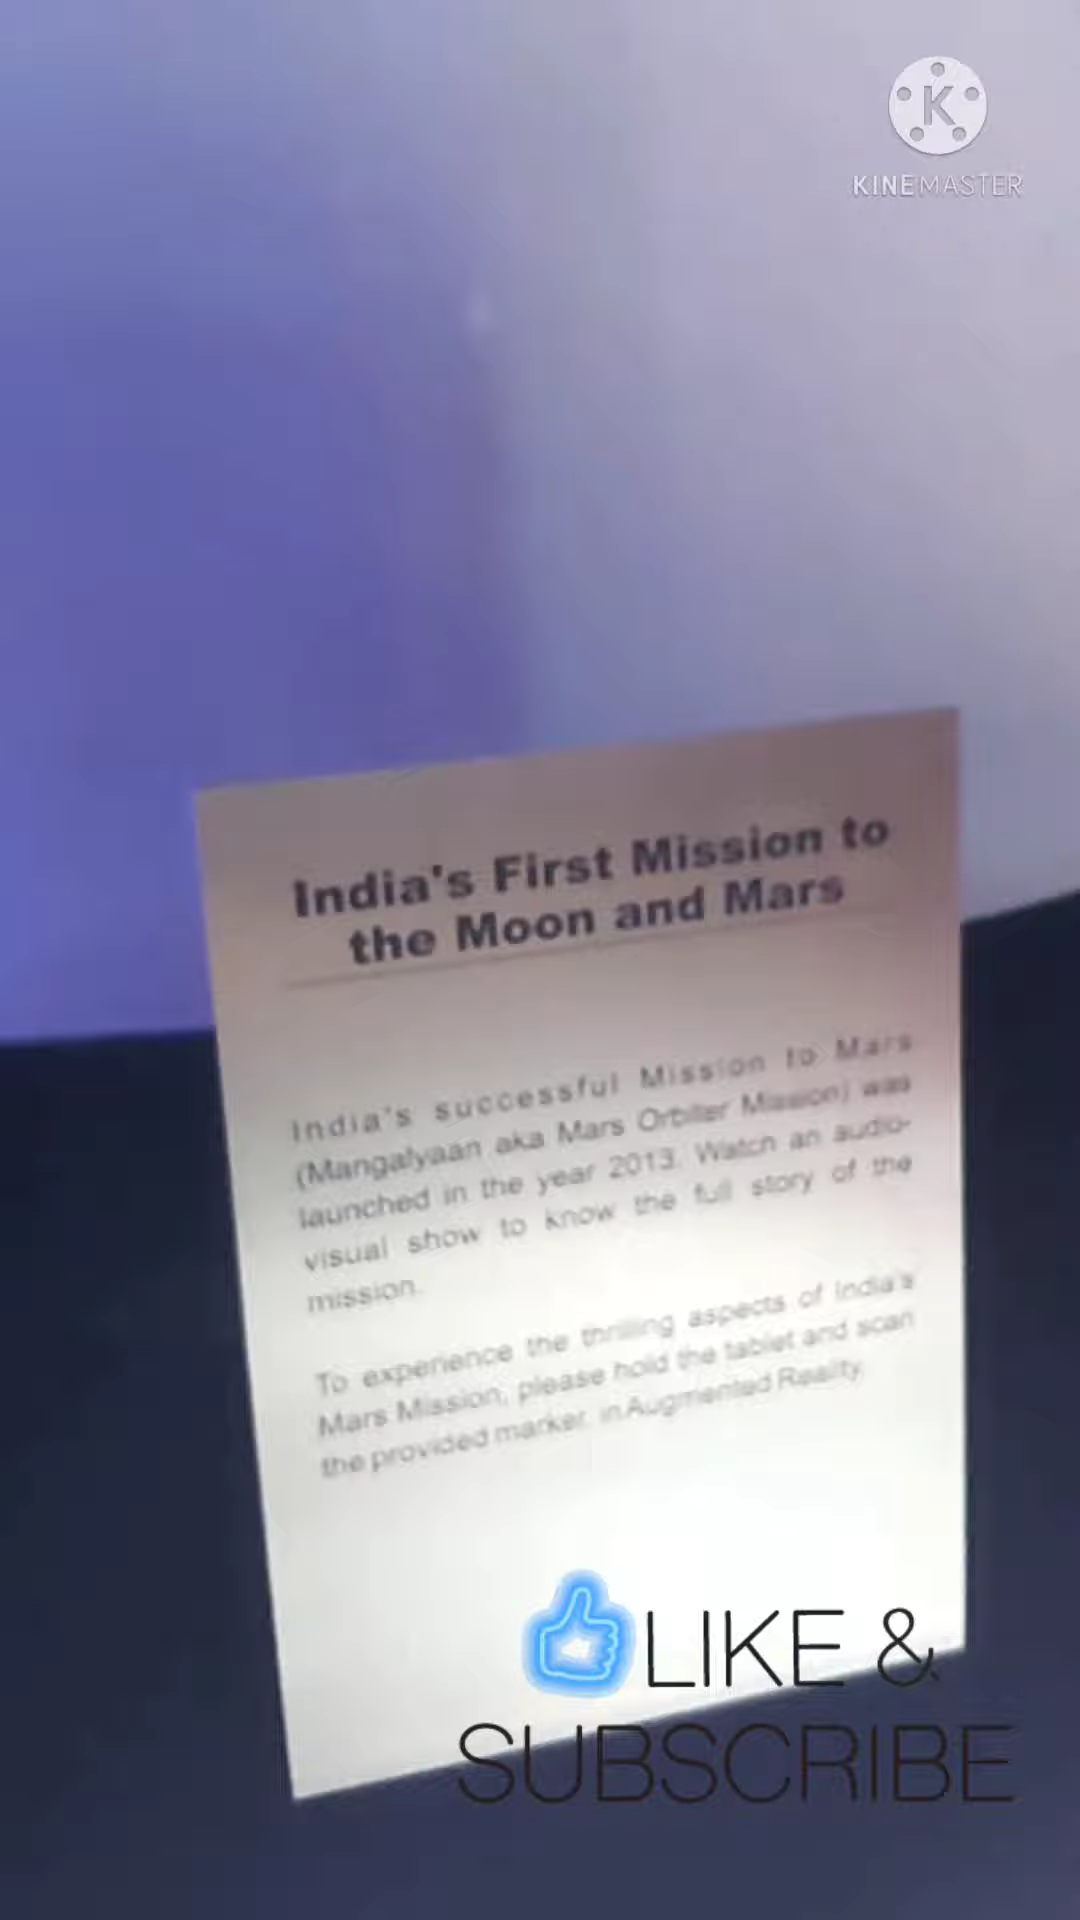 KINEMASTER
India's First Mission to
the Moon and Mars
India's successful Mission to Mars
(Mangalyaan aka Mars Orbiter Mission) was
launched in the year 2013. Watch an audio-
visual show to know the full story of the
mission.
To experience the thrilling aspects of India's
Mars Mission, please hold the tablet and scan
the provided marker. in Augmented Reality.
LIKE &
SUBSCRIBE